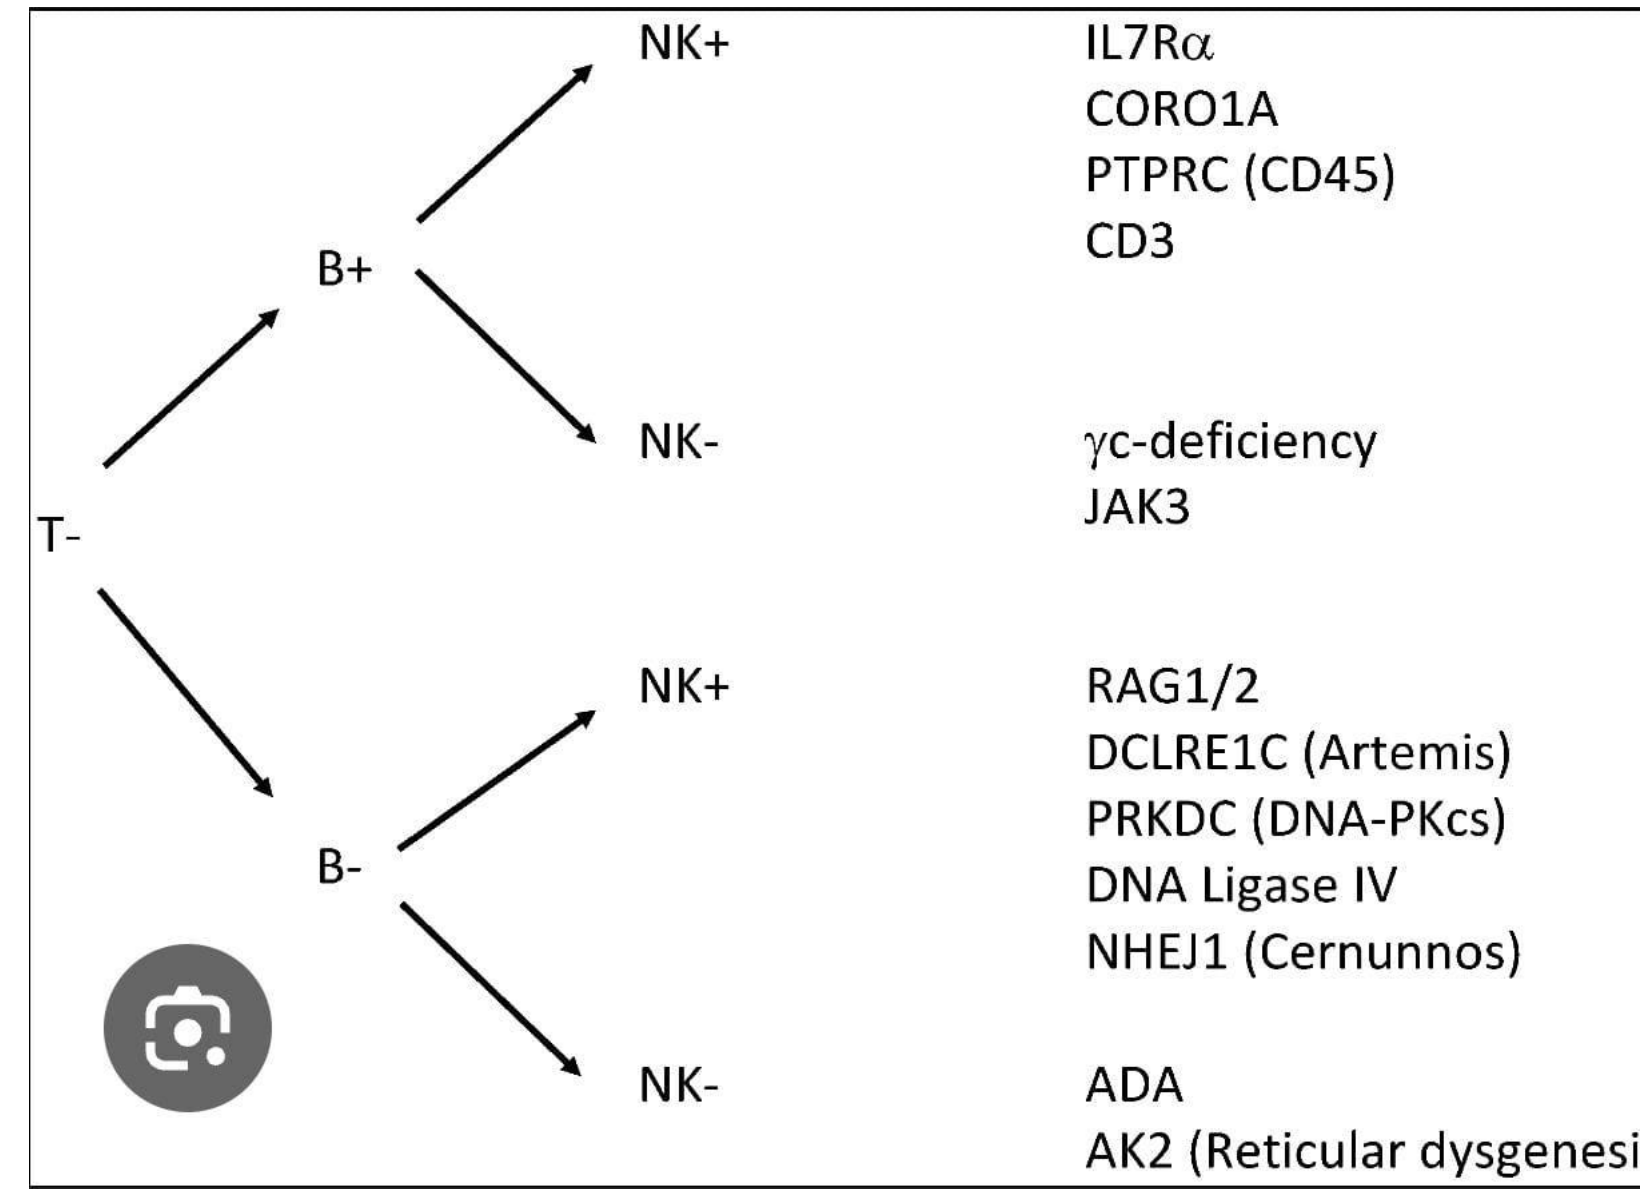 NK+
IL7Rα
CORO1A
PTPRC (CD45)
CD3
B+
NK-
γc-deficiency
JAK3
T-
NK+
RAG1/2
DCLRE1C (Artemis)
PRKDC (DNA-PKcs)
DNA Ligase IV
NHEJ1 (Cernunnos)
B-
NK-
ADA
AK2 (Reticular dysgenesi